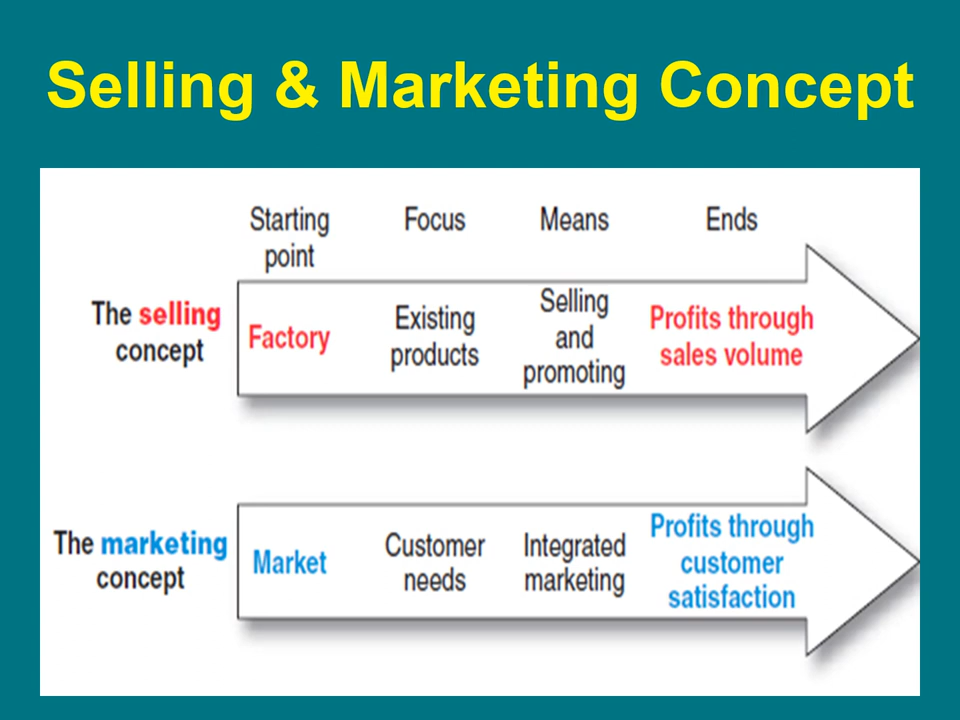 Selling & Marketing Concept
Starting
point
Focus
Means
Ends
The selling
concept
Factory
Existing
products
Selling
and
promoting
Profits through
sales volume
The marketing
concept
Market
Customer
needs
Integrated
marketing
Profits through
customer
satisfaction